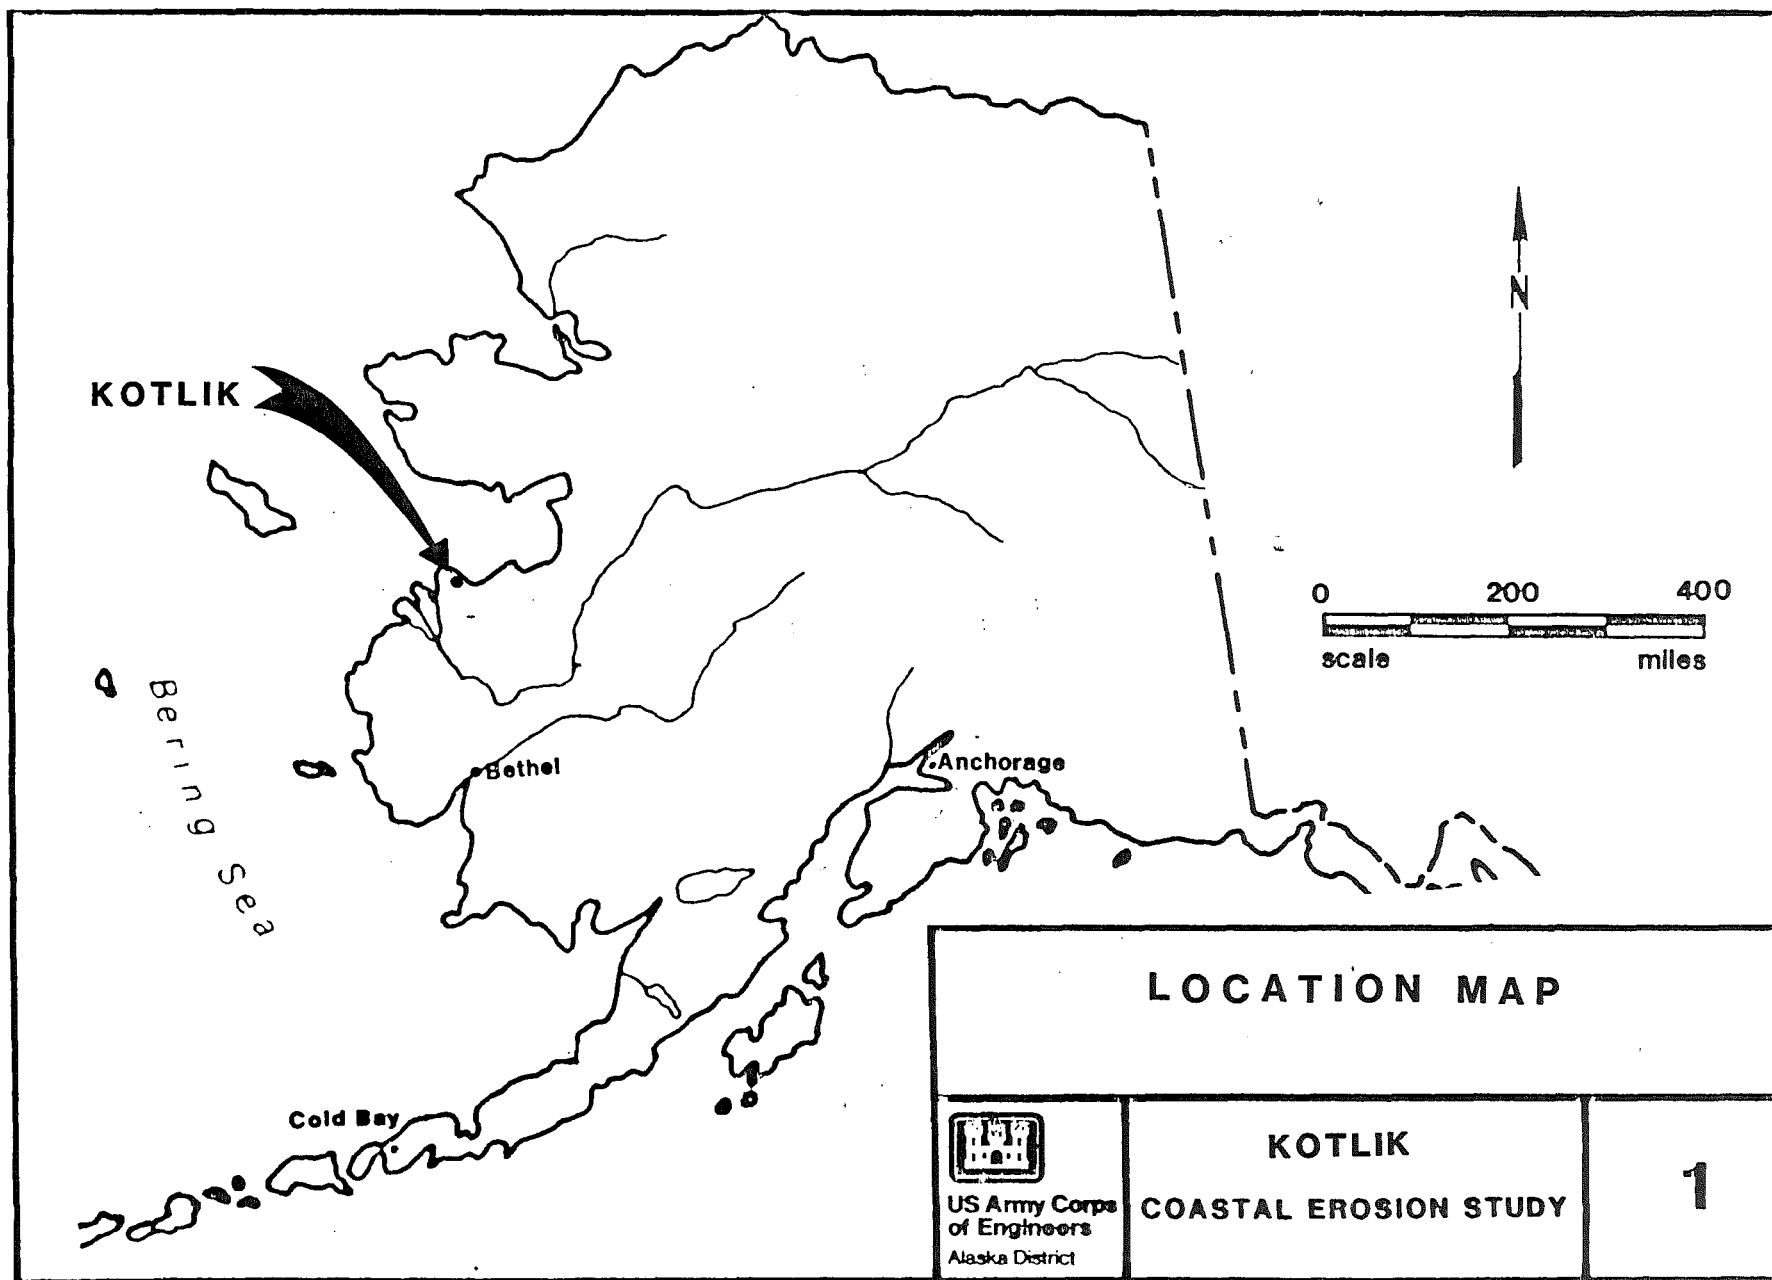 KOTLIK
N
0 200 400
scale miles
Bering Sea
Bethel
Anchorage
Cold Bay
LOCATION MAP
US Army Corps
of Engineers
Alaska District
KOTLIK
COASTAL EROSION STUDY
1